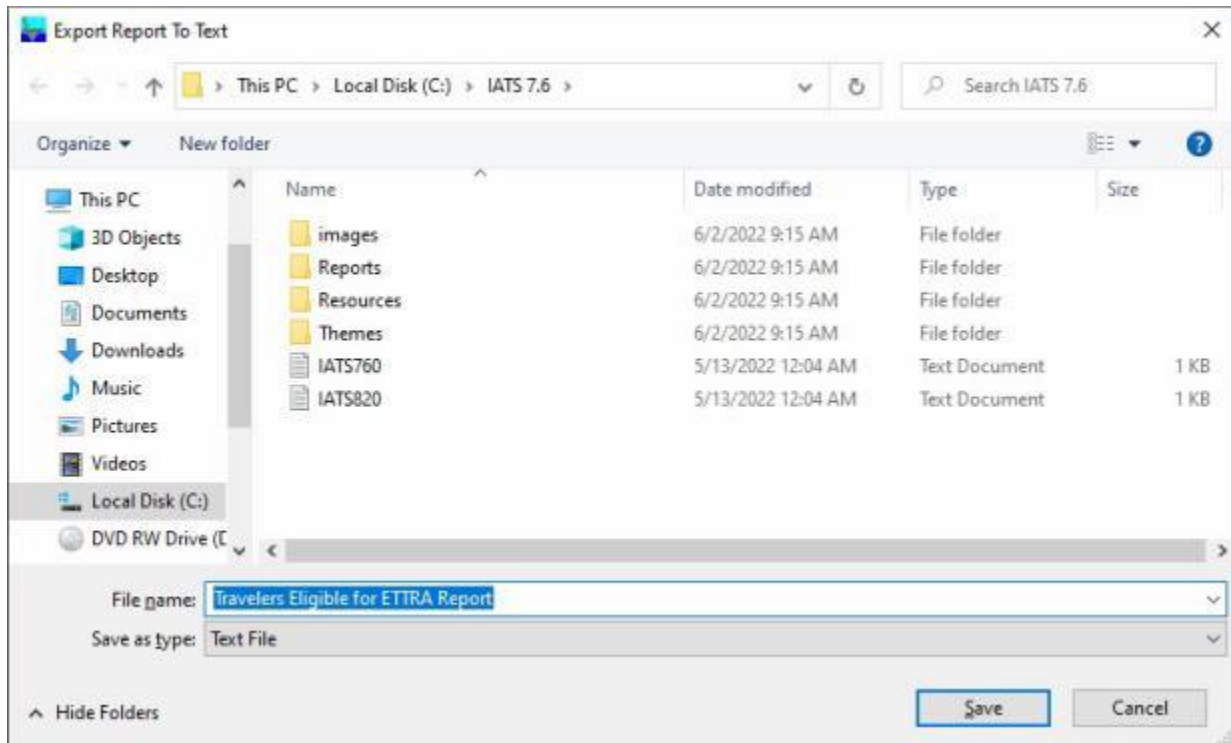 Export Report To Text
This PC > Local Disk (C:) > IATS 7.6 >
Search IATS 7.6
Organize
New folder
Name Date modified Type Size
This PC
3D Objects
Desktop
Documents
Downloads
Music
Pictures
Videos
Local Disk (C:)
DVD RW Drive (D
images 6/2/2022 9:15 AM File folder
Reports 6/2/2022 9:15 AM File folder
Resources 6/2/2022 9:15 AM File folder
Themes 6/2/2022 9:15 AM File folder
IATS760 5/13/2022 12:04 AM Text Document 1 KB
IATS820 5/13/2022 12:04 AM Text Document 1 KB
File name: Travelers Eligible for ETTRA Report
Save as type: Text File
Hide Folders
Save
Cancel